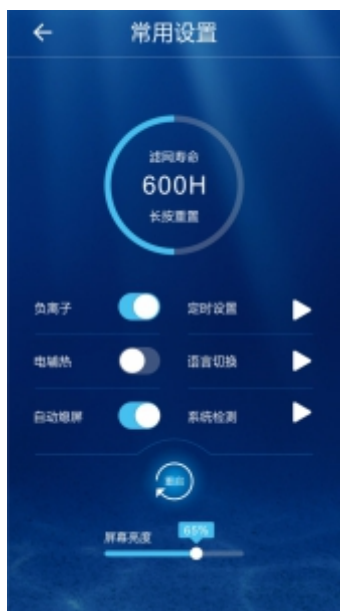 常用设置
滤网寿命
600H
长按重置
负离子
定时设置
电辅热
语言切换
自动熄屏
系统检测
重启
65%
屏幕亮度